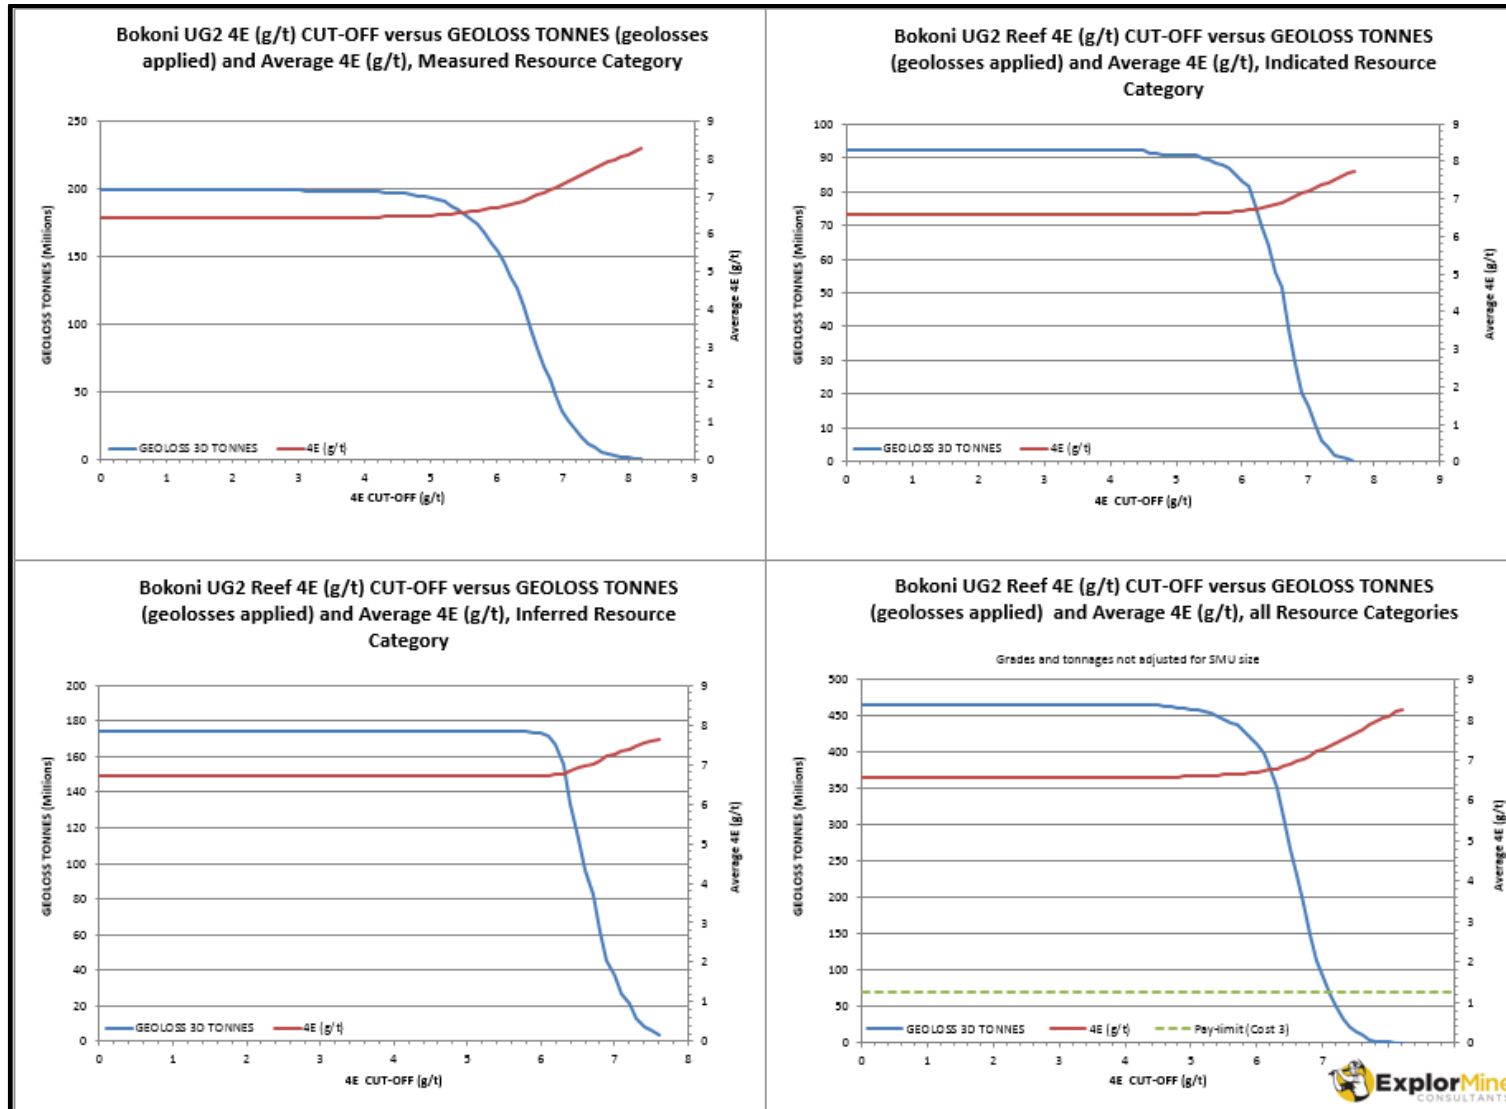 Bokoni UG2 4E (g/t) CUT-OFF versus GEOLOSS TONNES (geolosses
applied) and Average 4E (g/t), Measured Resource Category
250
200
150
100
50
0
9
8
7
6
5
4
3
2
1
0
GEOLOSS TONNES (Millions)
Average 4E (g/t)
GEOLOSS 3D TONNES
4E (g/t)
0 1 2 3 4 5 6 7 8 9
4E CUT-OFF (g/t)
Bokoni UG2 Reef 4E (g/t) CUT-OFF versus GEOLOSS TONNES
(geolosses applied) and Average 4E (g/t), Indicated Resource
Category
100
90
80
70
60
50
40
30
20
10
0
9
8
7
6
5
4
3
2
1
0
GEOLOSS TONNES (Millions)
Average 4E (g/t)
GEOLOSS 3D TONNES
4E (g/t)
0 1 2 3 4 5 6 7 8 9
4E CUT-OFF (g/t)
Bokoni UG2 Reef 4E (g/t) CUT-OFF versus GEOLOSS TONNES
(geolosses applied) and Average 4E (g/t), Inferred Resource
Category
200
180
160
140
120
100
80
60
40
20
0
9
8
7
6
5
4
3
2
1
0
GEOLOSS TONNES (Millions)
Average 4E (g/t)
GEOLOSS 3D TONNES
4E (g/t)
0 1 2 3 4 5 6 7 8
4E CUT-OFF (g/t)
Bokoni UG2 Reef 4E (g/t) CUT-OFF versus GEOLOSS TONNES
(geolosses applied) and Average 4E (g/t), all Resource Categories
Grades and tonnages not adjusted for SMU size
500
450
400
350
300
250
200
150
100
50
0
9
8
7
6
5
4
3
2
1
0
GEOLOSS TONNES (Millions)
Average 4E (g/t)
GEOLOSS 3D TONNES
4E (g/t)
Pay-limit (Cost 3)
0 1 2 3 4 5 6 7
4E CUT-OFF (g/t)
ExplorMine
CONSULTANTS